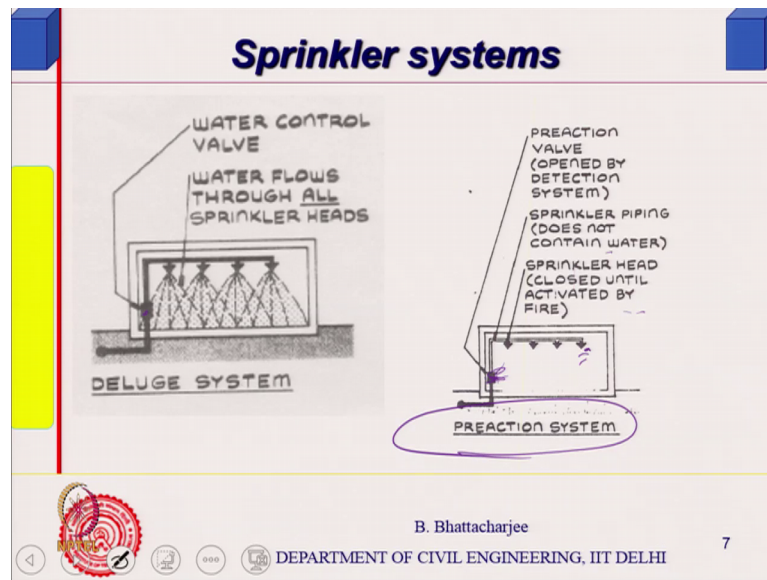 Sprinkler systems
WATER CONTROL
VALVE
WATER FLOWS
THROUGH ALL
SPRINKLER HEADS
DELUGE SYSTEM
PREACTION
VALVE
(OPENED BY
DETECTION
SYSTEM)
SPRINKLER PIPING
(DOES NOT
CONTAIN WATER)
SPRINKLER HEAD
(CLOSED UNTIL
ACTIVATED BY
FIRE)
PREACTION SYSTEM
NPTEL
B. Bhattacharjee
DEPARTMENT OF CIVIL ENGINEERING, IIT DELHI
7